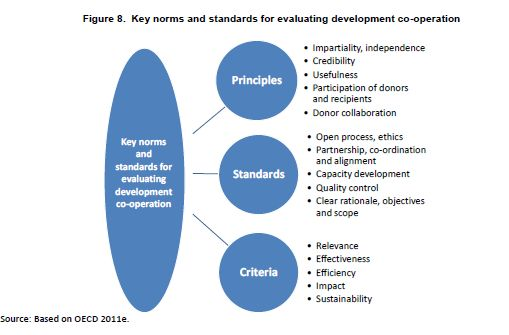 Figure 8. Key norms and standards for evaluating development co-operation
Key norms
and
standards for
evaluating
development
co-operation
Principles
• Impartiality, independence
• Credibility
• Usefulness
• Participation of donors
and recipients
• Donor collaboration
Standards
• Open process, ethics
• Partnership, co-ordination
and alignment
• Capacity development
• Quality control
• Clear rationale, objectives
and scope
Criteria
• Relevance
• Effectiveness
• Efficiency
• Impact
• Sustainability
Source: Based on OECD 2011e.